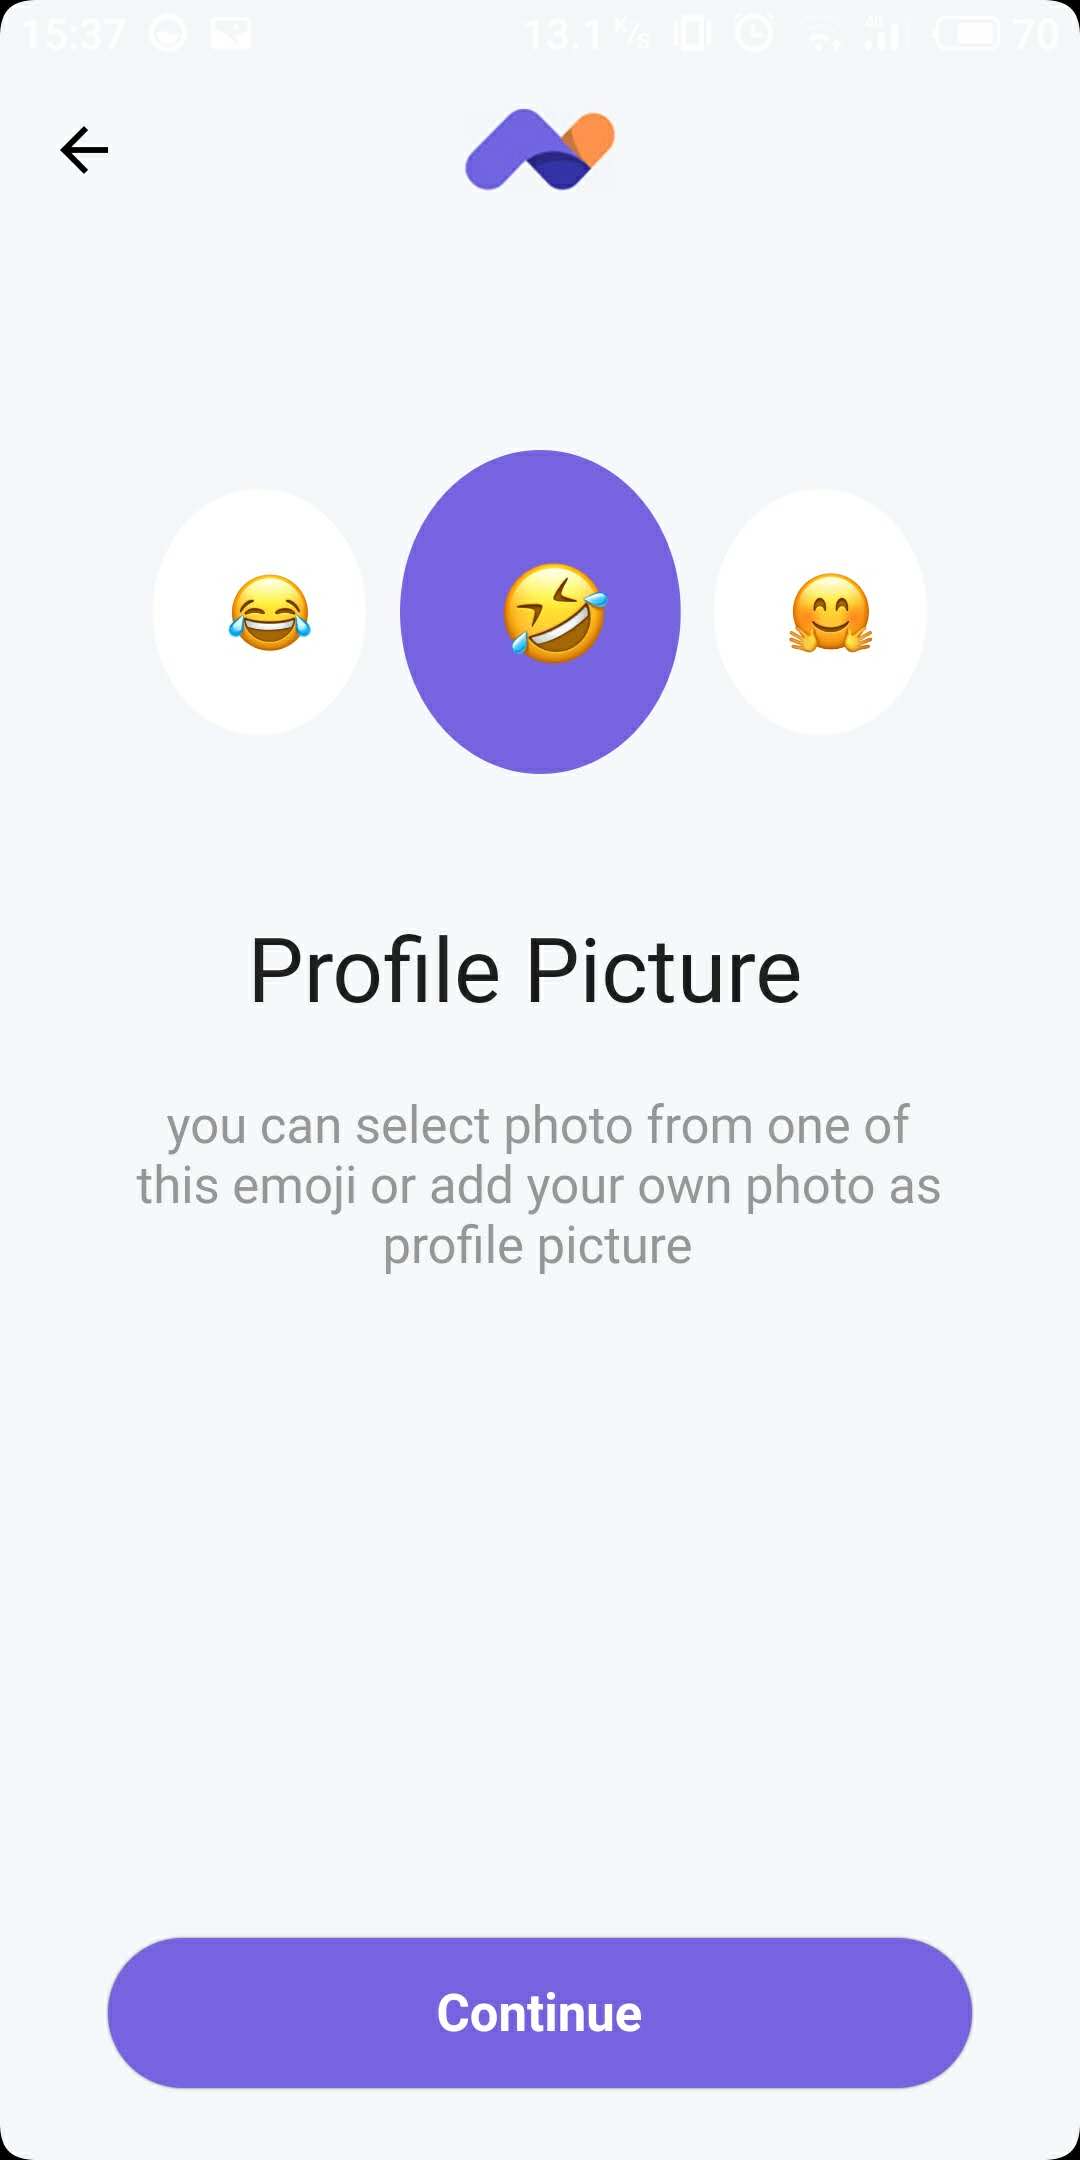 15:37 13.1 K/s 4G 70
Profile Picture
you can select photo from one of
this emoji or add your own photo as
profile picture
Continue